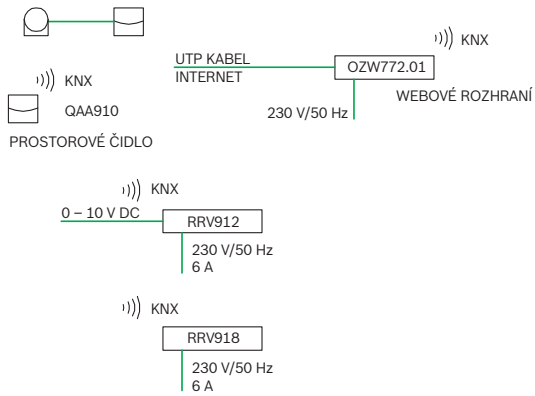 KNX
UTP KABEL
OZW772.01
INTERNET
KNX
WEBOVÉ ROZHRANÍ
QAA910
230 V/50 Hz
PROSTOROVÉ ČIDLO
KNX
0 – 10 V DC
RRV912
230 V/50 Hz
6 A
KNX
RRV918
230 V/50 Hz
6 A